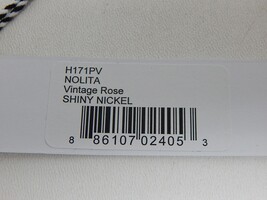 H171PV
NOLITA
Vintage Rose
SHINY NICKEL
8 86107 02405 3